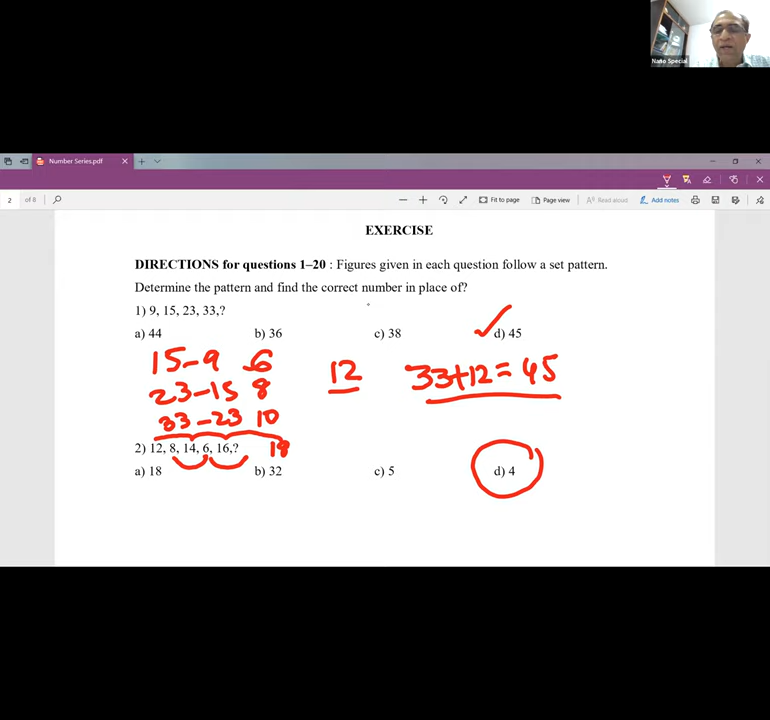 Nano Special
Number Series.pdf
2 of 8
Fit to page
Page view
Read aloud
Add notes
EXERCISE
DIRECTIONS for questions 1–20 : Figures given in each question follow a set pattern.
Determine the pattern and find the correct number in place of?
1) 9, 15, 23, 33,?
a) 44 b) 36 c) 38 d) 45
15-9 6
23-15 8
33-23 10
12 33+12=45
2) 12, 8, 14, 6, 16,? 18
a) 18 b) 32 c) 5 d) 4